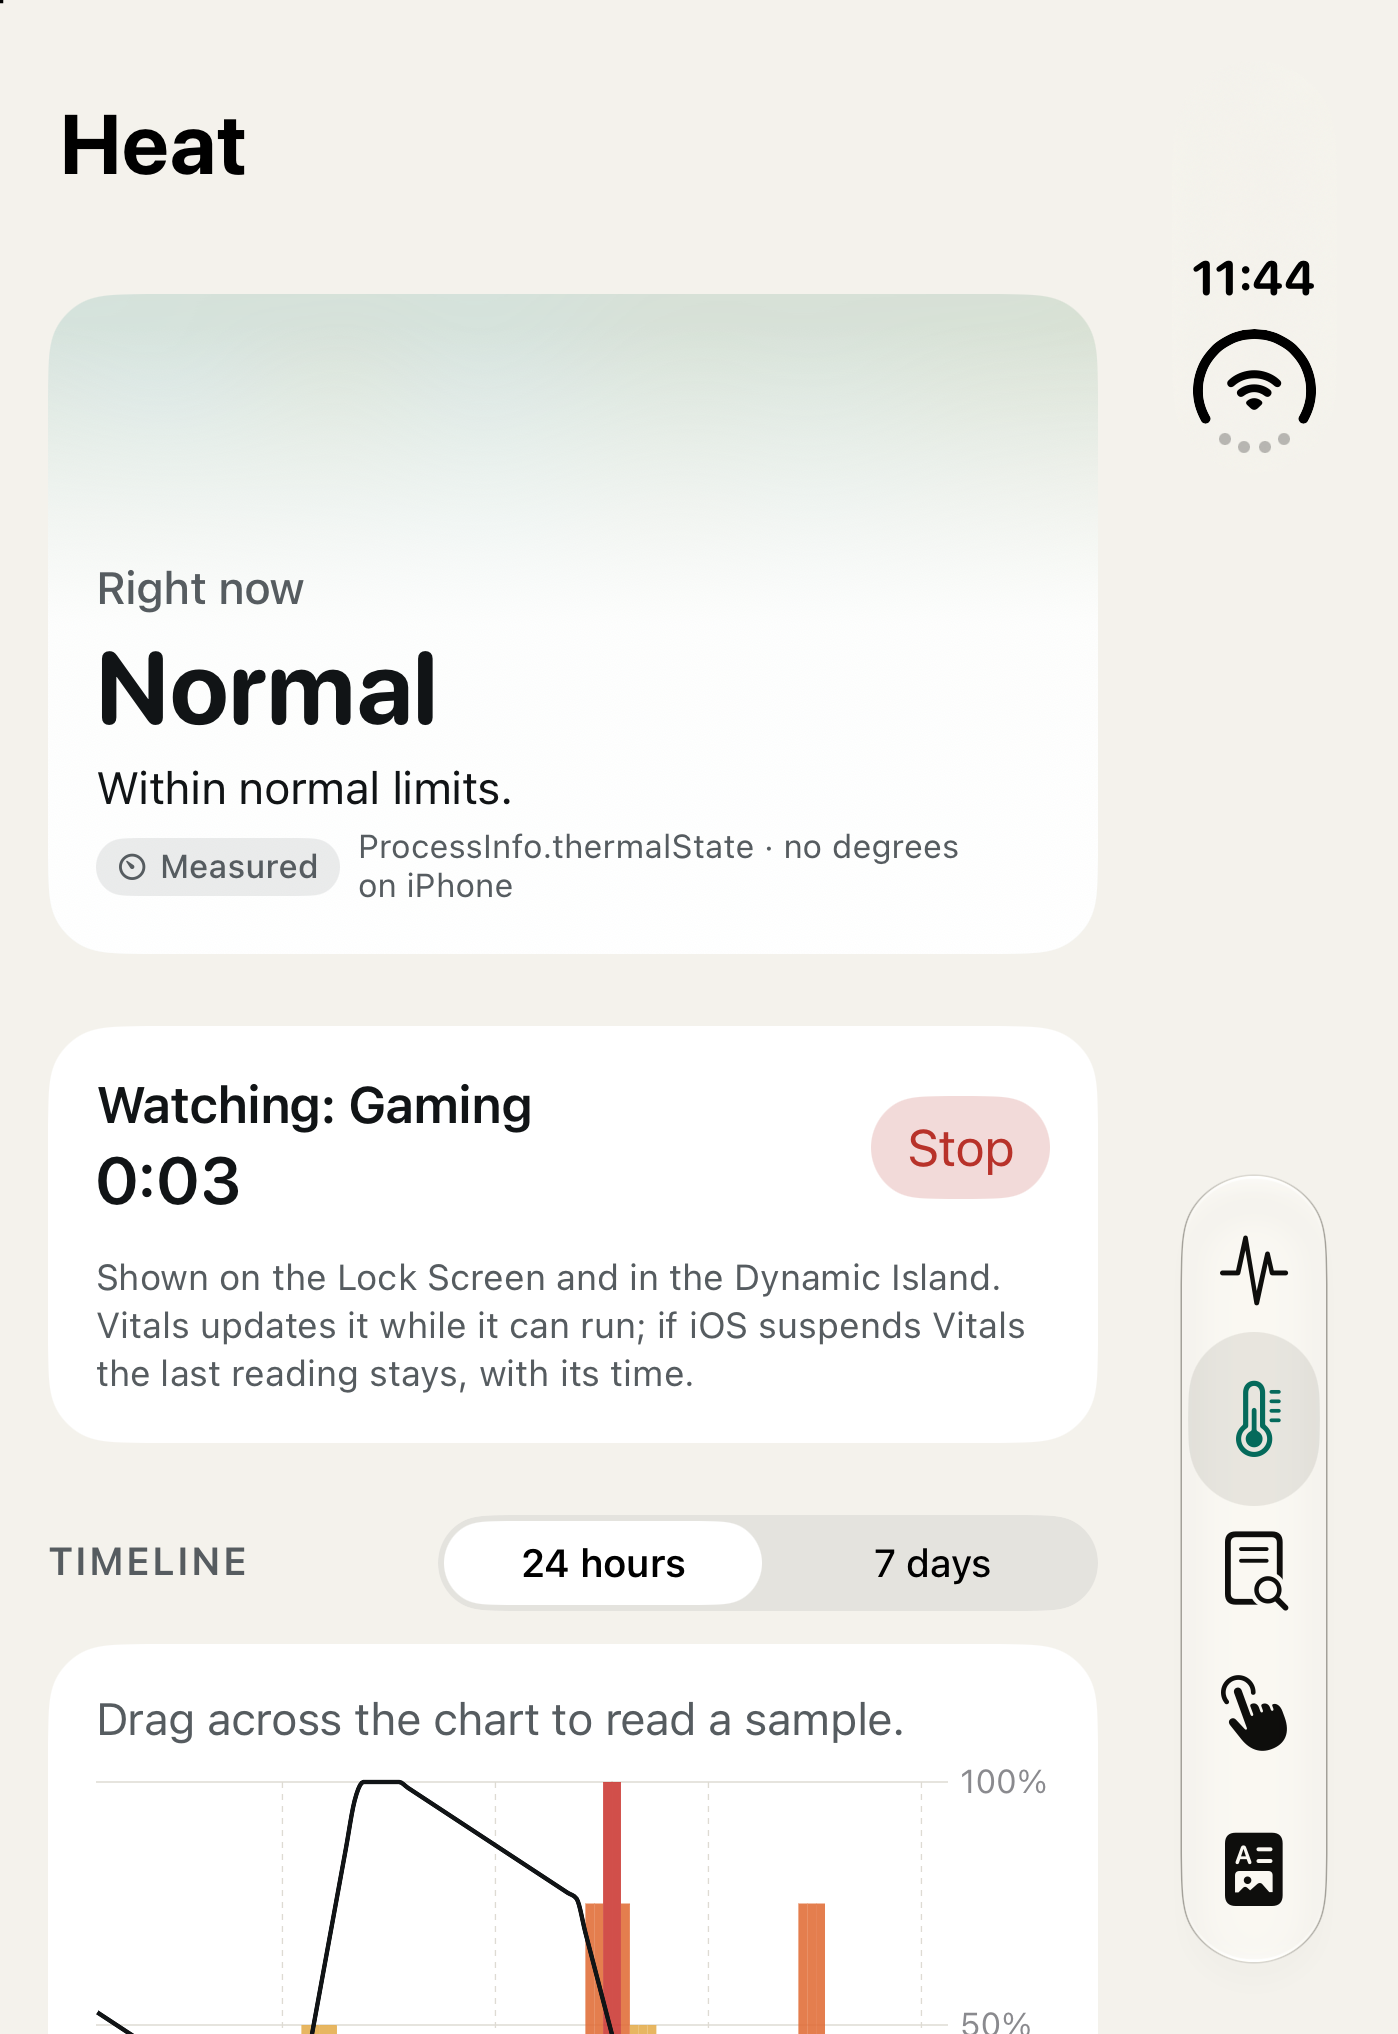 Heat
11:44
Right now
Normal
Within normal limits.
Measured
ProcessInfo.thermalState · no degrees
on iPhone
Watching: Gaming
0:03
Stop
Shown on the Lock Screen and in the Dynamic Island.
Vitals updates it while it can run; if iOS suspends Vitals
the last reading stays, with its time.
TIMELINE
24 hours
7 days
Drag across the chart to read a sample.
100%
50%